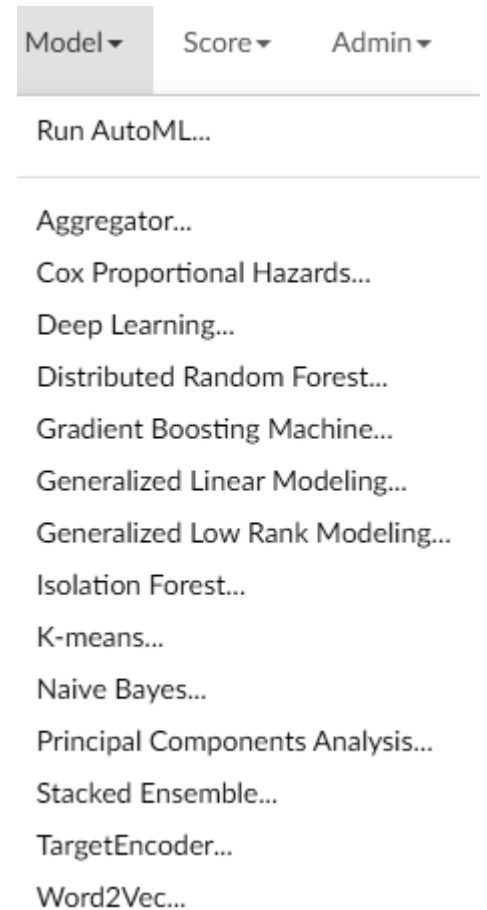 Model Score Admin
Run AutoML...
Aggregator...
Cox Proportional Hazards...
Deep Learning...
Distributed Random Forest...
Gradient Boosting Machine...
Generalized Linear Modeling...
Generalized Low Rank Modeling...
Isolation Forest...
K-means...
Naive Bayes...
Principal Components Analysis...
Stacked Ensemble...
TargetEncoder...
Word2Vec...